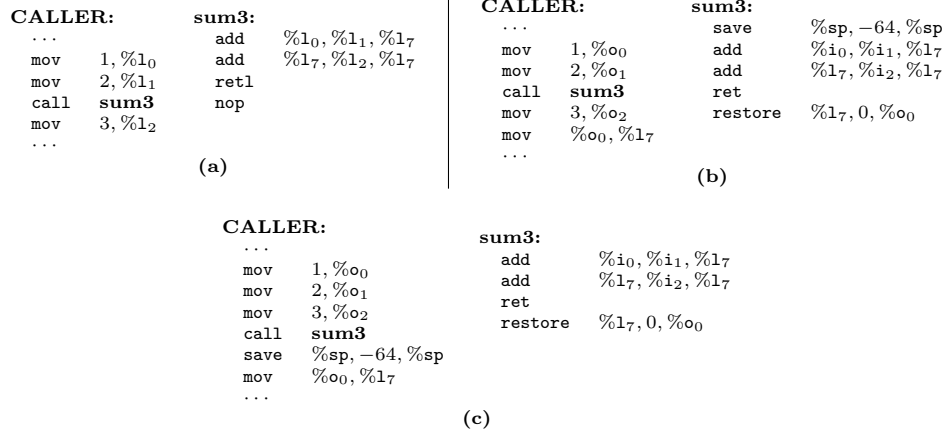 CALLER:
...
mov 1, %l0
mov 2, %l1
call sum3
mov 3, %l2
...
sum3:
add %l0, %l1, %l7
add %l7, %l2, %l7
retl
nop
(a)
CALLER:
...
mov 1, %o0
mov 2, %o1
call sum3
mov 3, %o2
mov %o0, %l7
...
sum3:
save %sp, −64, %sp
add %i0, %i1, %l7
add %l7, %i2, %l7
ret
restore %l7, 0, %o0
(b)
CALLER:
...
mov 1, %o0
mov 2, %o1
mov 3, %o2
call sum3
save %sp, −64, %sp
mov %o0, %l7
...
sum3:
add %i0, %i1, %l7
add %l7, %i2, %l7
ret
restore %l7, 0, %o0
(c)